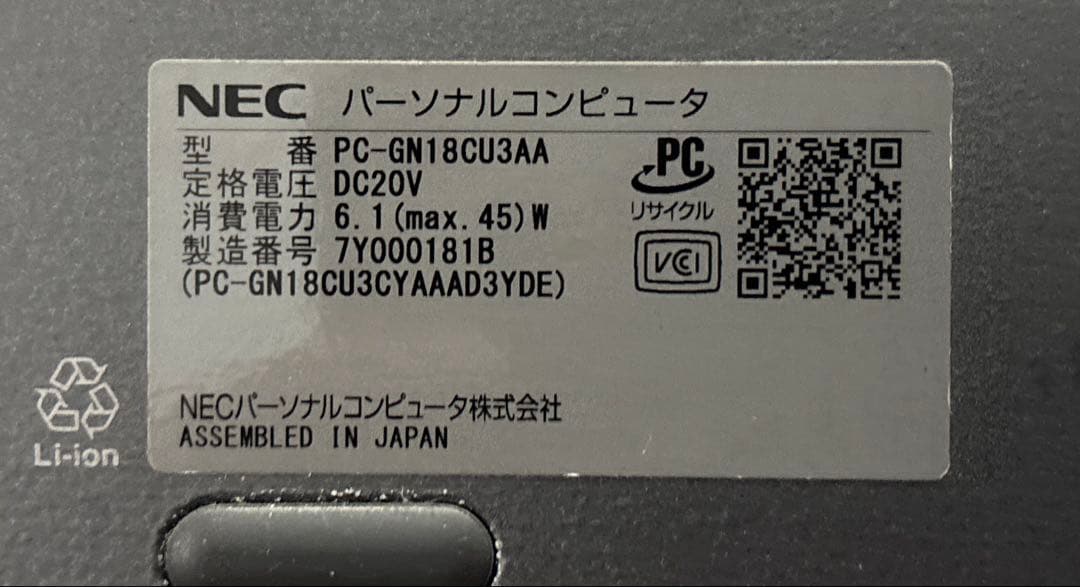 NEC パーソナルコンピュータ
型 番 PC-GN18CU3AA
定格電圧 DC20V
消費電力 6.1(max.45)W
製造番号 7Y000181B
(PC-GN18CU3CYAAAD3YDE)
PC
リサイクル
VCI
NECパーソナルコンピュータ株式会社
ASSEMBLED IN JAPAN
Li-ion